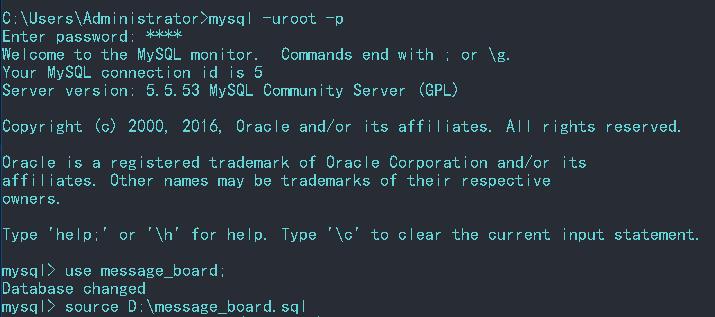 C:\Users\Administrator>mysql -uroot -p
Enter password: ****
Welcome to the MySQL monitor.  Commands end with ; or \g.
Your MySQL connection id is 5
Server version: 5.5.53 MySQL Community Server (GPL)
Copyright (c) 2000, 2016, Oracle and/or its affiliates. All rights reserved.
Oracle is a registered trademark of Oracle Corporation and/or its
affiliates. Other names may be trademarks of their respective
owners.
Type 'help;' or '\h' for help. Type '\c' to clear the current input statement.
mysql> use message_board;
Database changed
mysql> source D:\message_board.sql